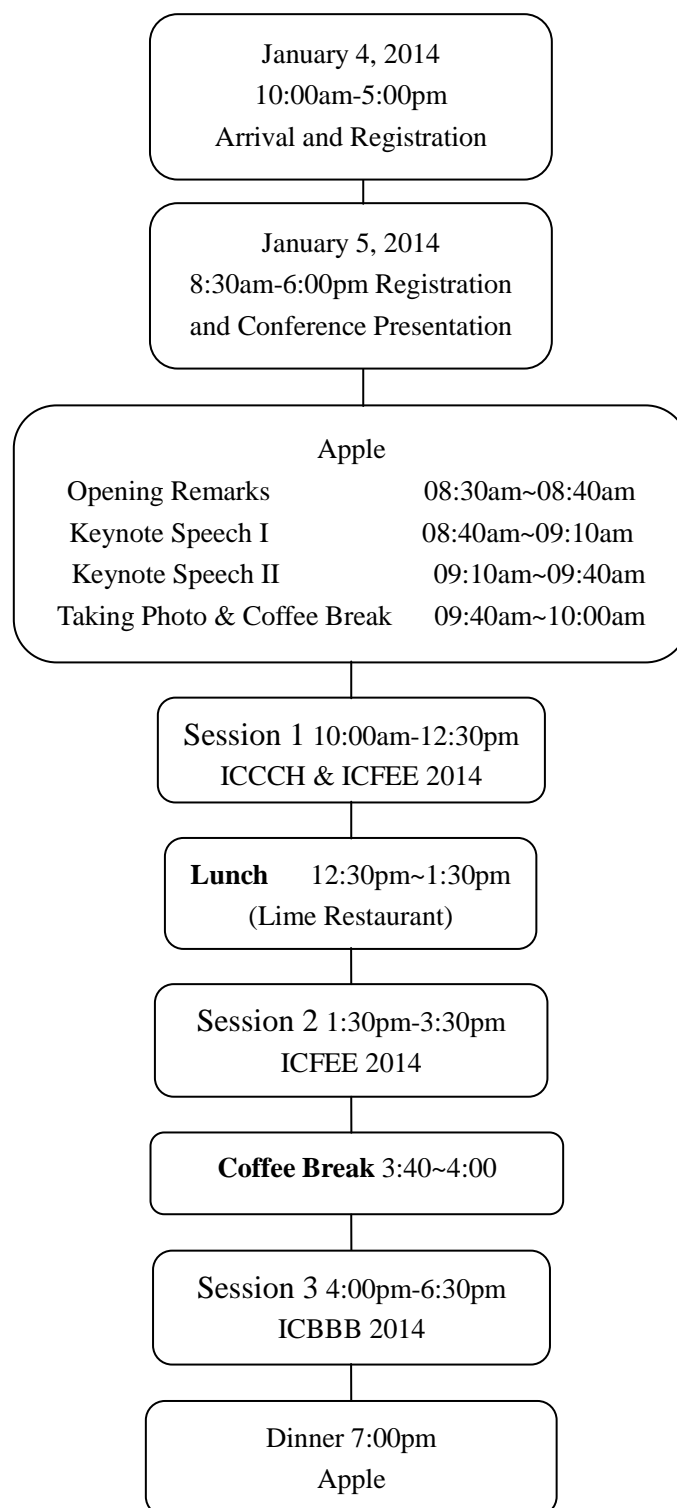 January 4, 2014
10:00am-5:00pm
Arrival and Registration
January 5, 2014
8:30am-6:00pm Registration
and Conference Presentation
Apple
Opening Remarks 08:30am~08:40am
Keynote Speech I 08:40am~09:10am
Keynote Speech II 09:10am~09:40am
Taking Photo & Coffee Break 09:40am~10:00am
Session 1 10:00am-12:30pm
ICCCH & ICFEE 2014
Lunch 12:30pm~1:30pm
(Lime Restaurant)
Session 2 1:30pm-3:30pm
ICFEE 2014
Coffee Break 3:40~4:00
Session 3 4:00pm-6:30pm
ICBBB 2014
Dinner 7:00pm
Apple